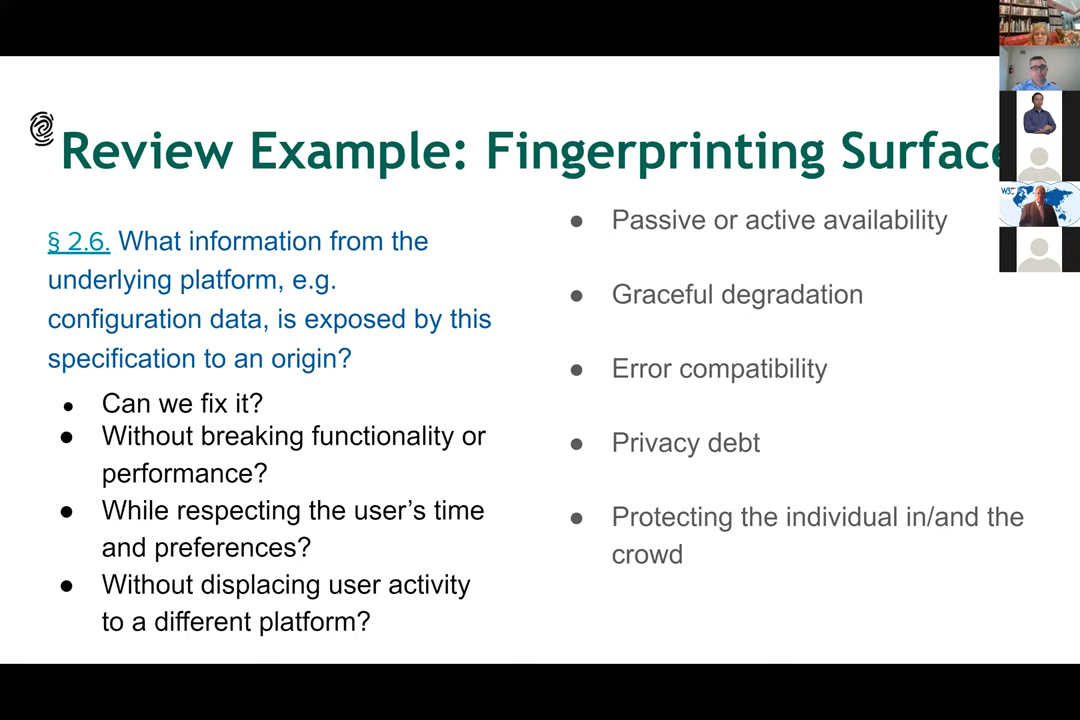 Review Example: Fingerprinting Surface
§ 2.6. What information from the
underlying platform, e.g.
configuration data, is exposed by this
specification to an origin?
● Can we fix it?
● Without breaking functionality or
performance?
● While respecting the user’s time
and preferences?
● Without displacing user activity
to a different platform?
● Passive or active availability
● Graceful degradation
● Error compatibility
● Privacy debt
● Protecting the individual in/and the
crowd
W3C